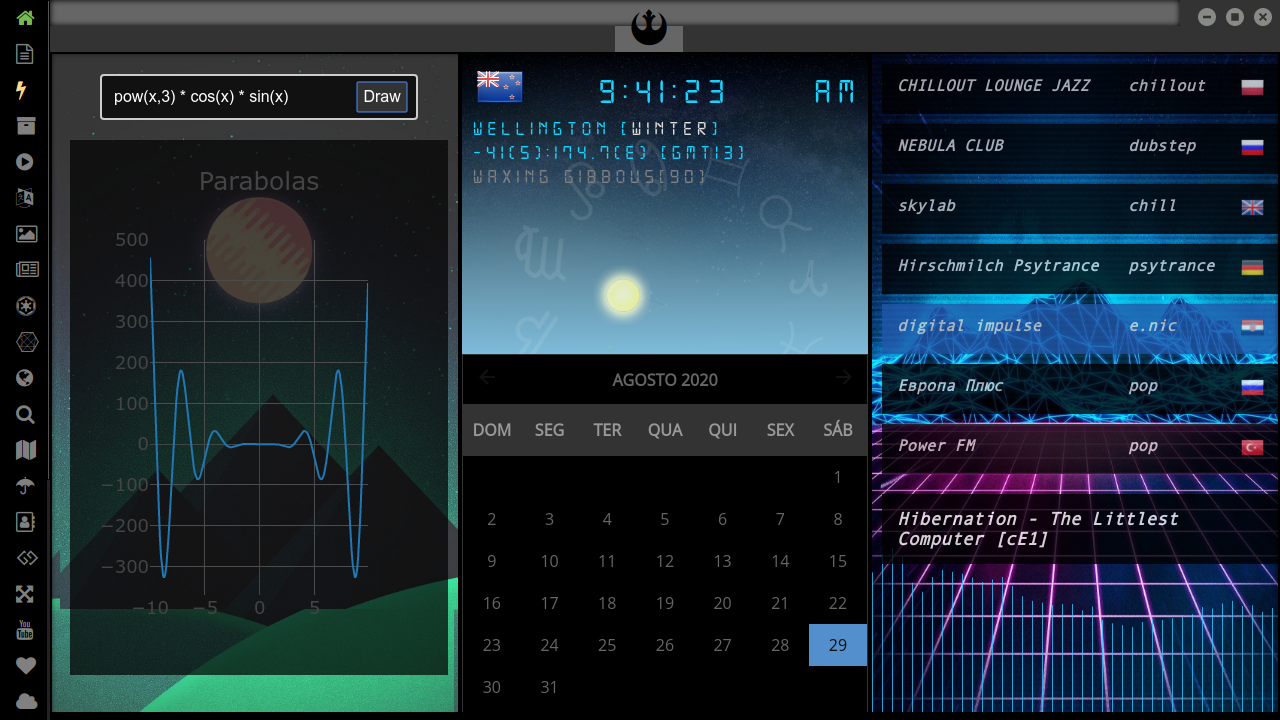 pow(x,3) * cos(x) * sin(x)
Draw
Parabolas
500
400
300
200
100
0
−100
−200
−300
−10 −5 0 5
9:41:23 AM
WELLINGTON [WINTER]
-41(S):174.7(E) [GMT13]
WAXING GIBBOUS[90]
AGOSTO 2020
DOM SEG TER QUA QUI SEX SÁB
1
2 3 4 5 6 7 8
9 10 11 12 13 14 15
16 17 18 19 20 21 22
23 24 25 26 27 28 29
30 31
CHILLOUT LOUNGE JAZZ chillout
NEBULA CLUB dubstep
skylab chill
Hirschmilch Psytrance psytrance
digital impulse e.nic
Европа Плюс pop
Power FM pop
Hibernation - The Littlest
Computer [cE1]
You
Tube